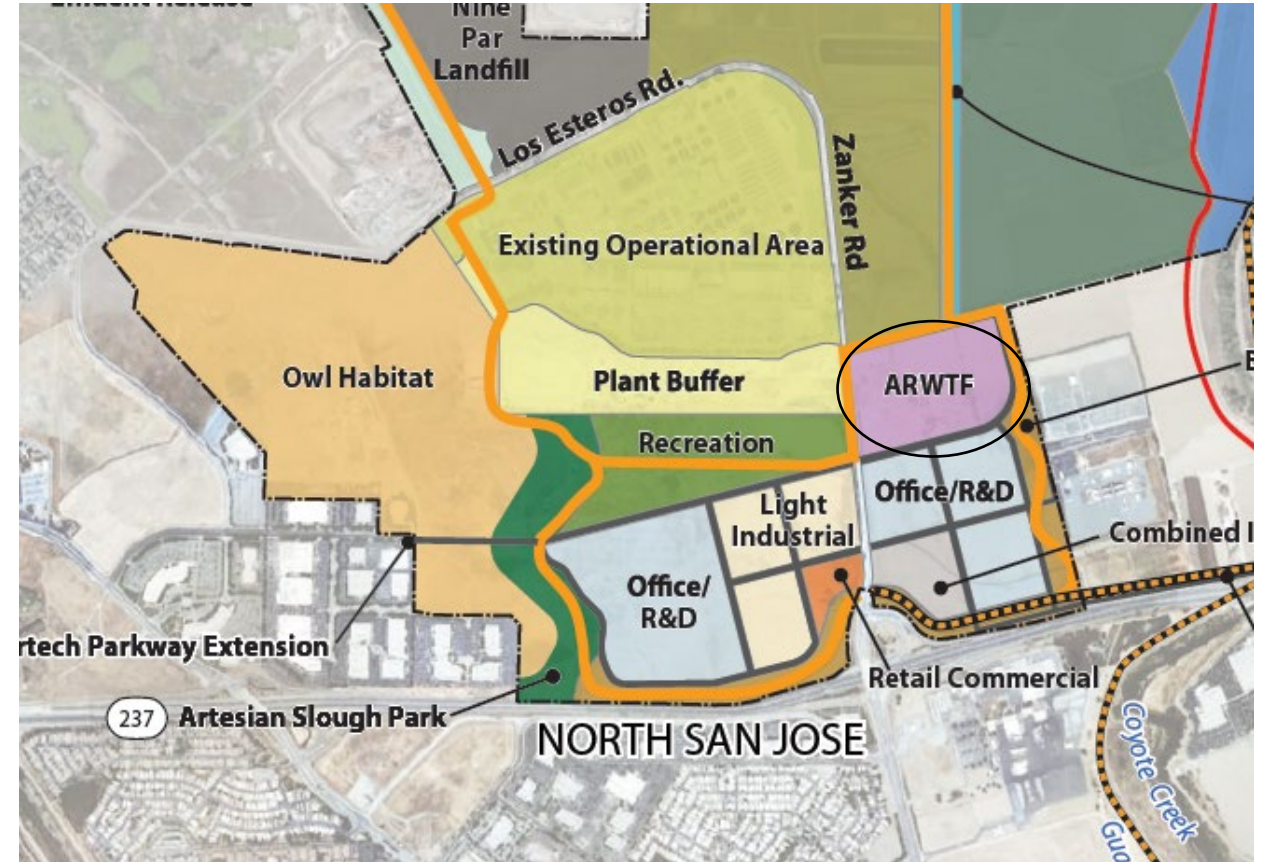 Nine
Par
Landfill
Los Esteros Rd.
Zanker Rd
Existing Operational Area
Owl Habitat
Plant Buffer
ARWTF
Recreation
Light
Industrial
Office/R&D
Combined
Office/
R&D
Parkway Extension
Retail Commercial
237
Artesian Slough Park
NORTH SAN JOSE
Coyote Creek